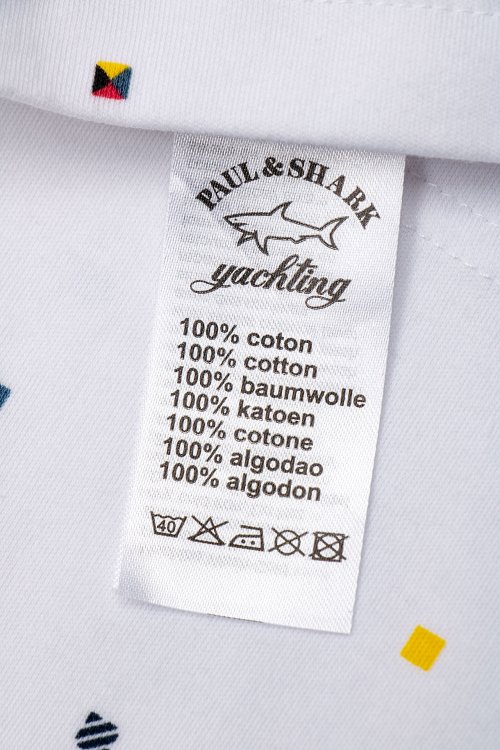 PAUL & SHARK
yachting
100% coton
100% cotton
100% baumwolle
100% katoen
100% cotone
100% algodao
100% algodon
40